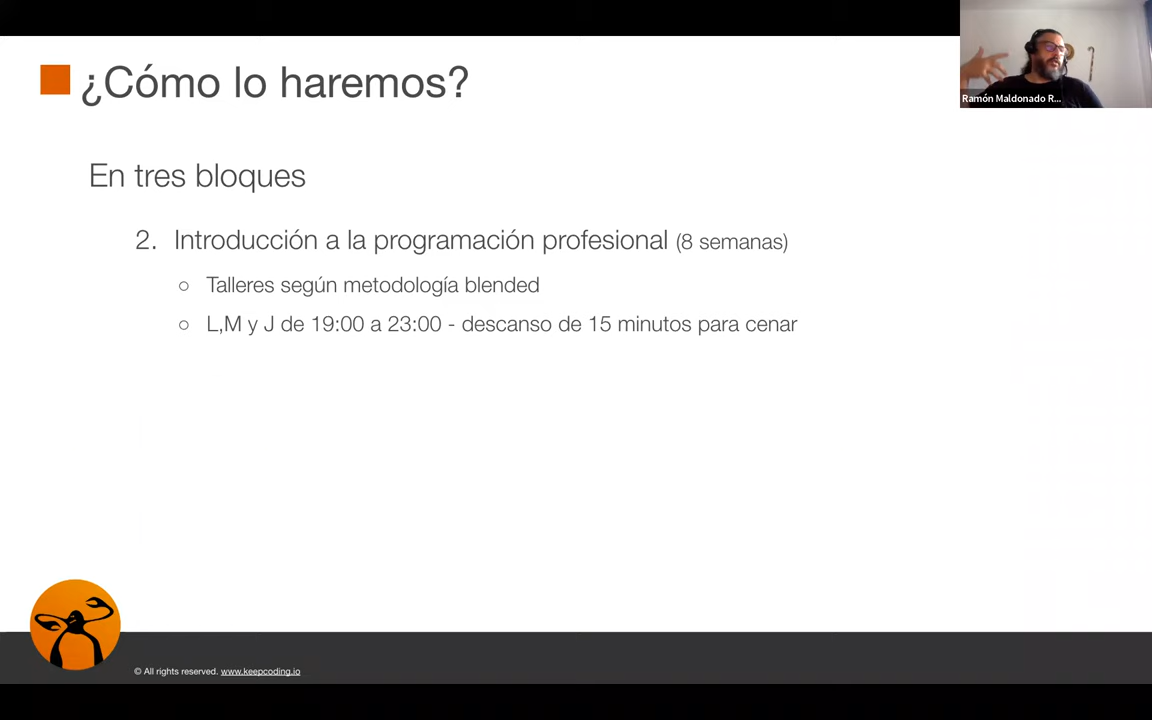 ¿Cómo lo haremos?
Ramón Maldonado R...
En tres bloques
2. Introducción a la programación profesional (8 semanas)
○ Talleres según metodología blended
○ L,M y J de 19:00 a 23:00 - descanso de 15 minutos para cenar
© All rights reserved. www.keepcoding.io